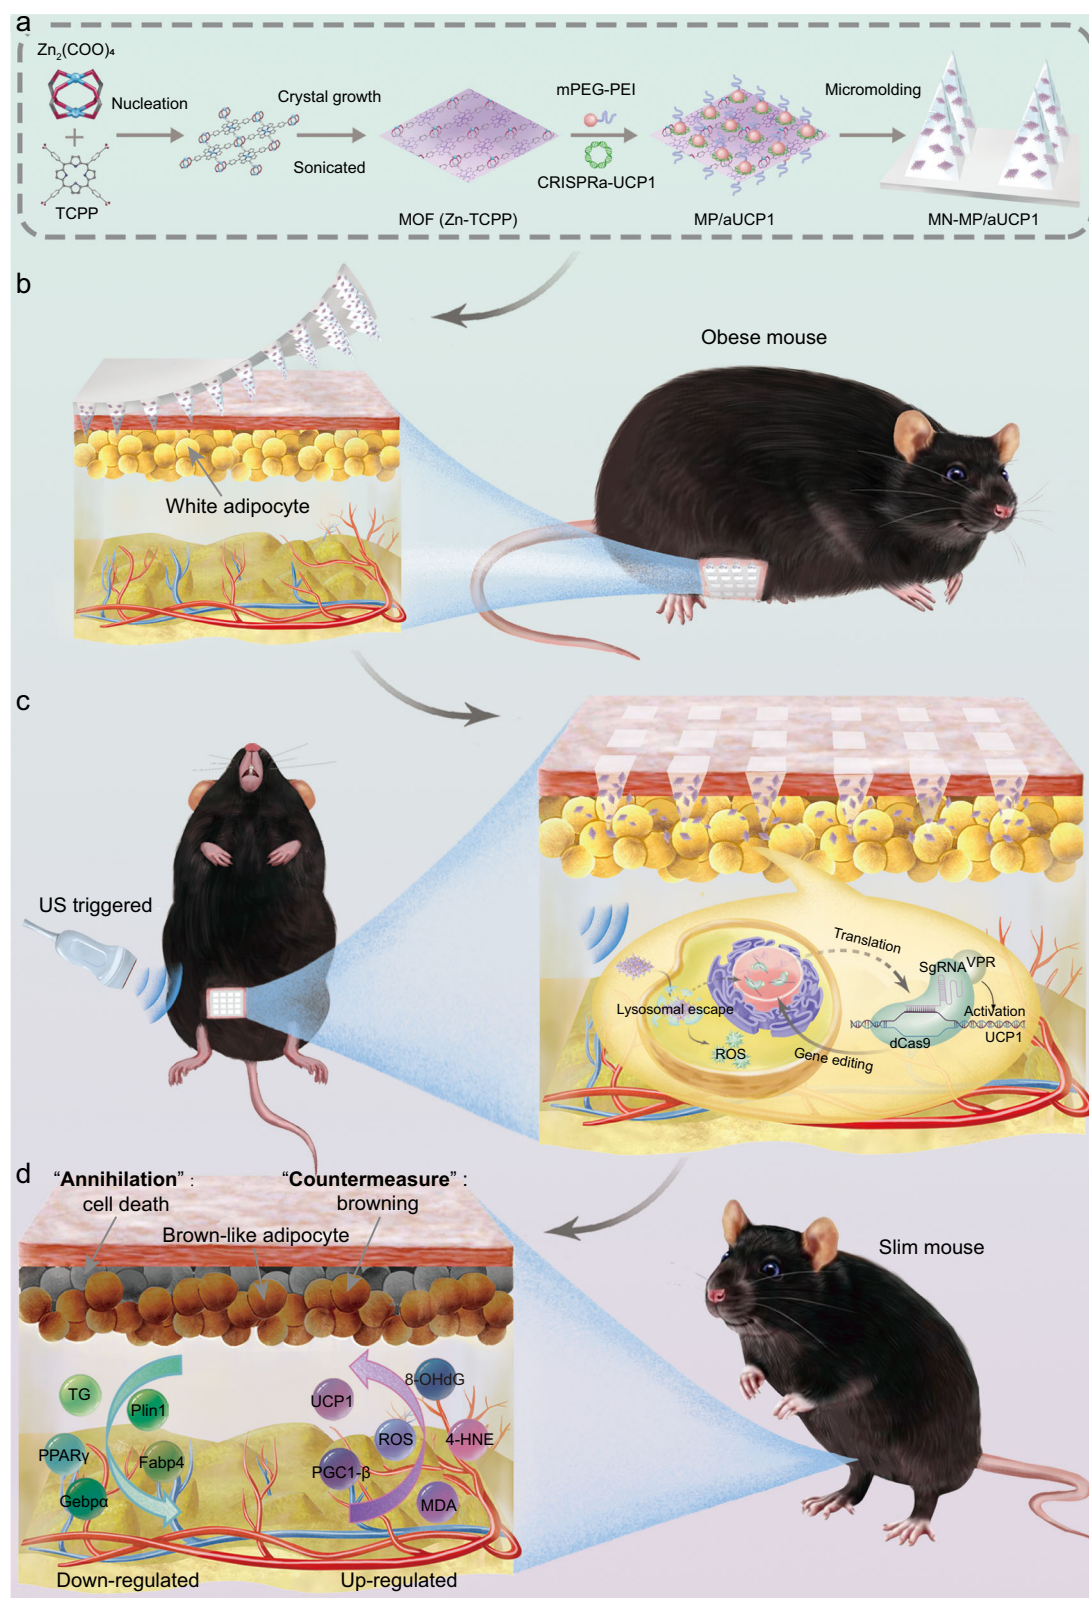 a
Zn₂(COO)₄
Nucleation
TCPP
Crystal growth
Sonicated
MOF (Zn-TCPP)
mPEG-PEI
CRISPRa-UCP1
MP/aUCP1
Micromolding
MN-MP/aUCP1
b
Obese mouse
White adipocyte
c
US triggered
Translation
SgRNA
VPR
Activation
UCP1
dCas9
Lysosomal escape
ROS
Gene editing
d
“Annihilation” :
cell death
“Countermeasure” :
browning
Brown-like adipocyte
Slim mouse
TG
Plin1
PPARγ
Fabp4
Gebpα
UCP1
8-OHdG
ROS
4-HNE
PGC1-β
MDA
Down-regulated
Up-regulated